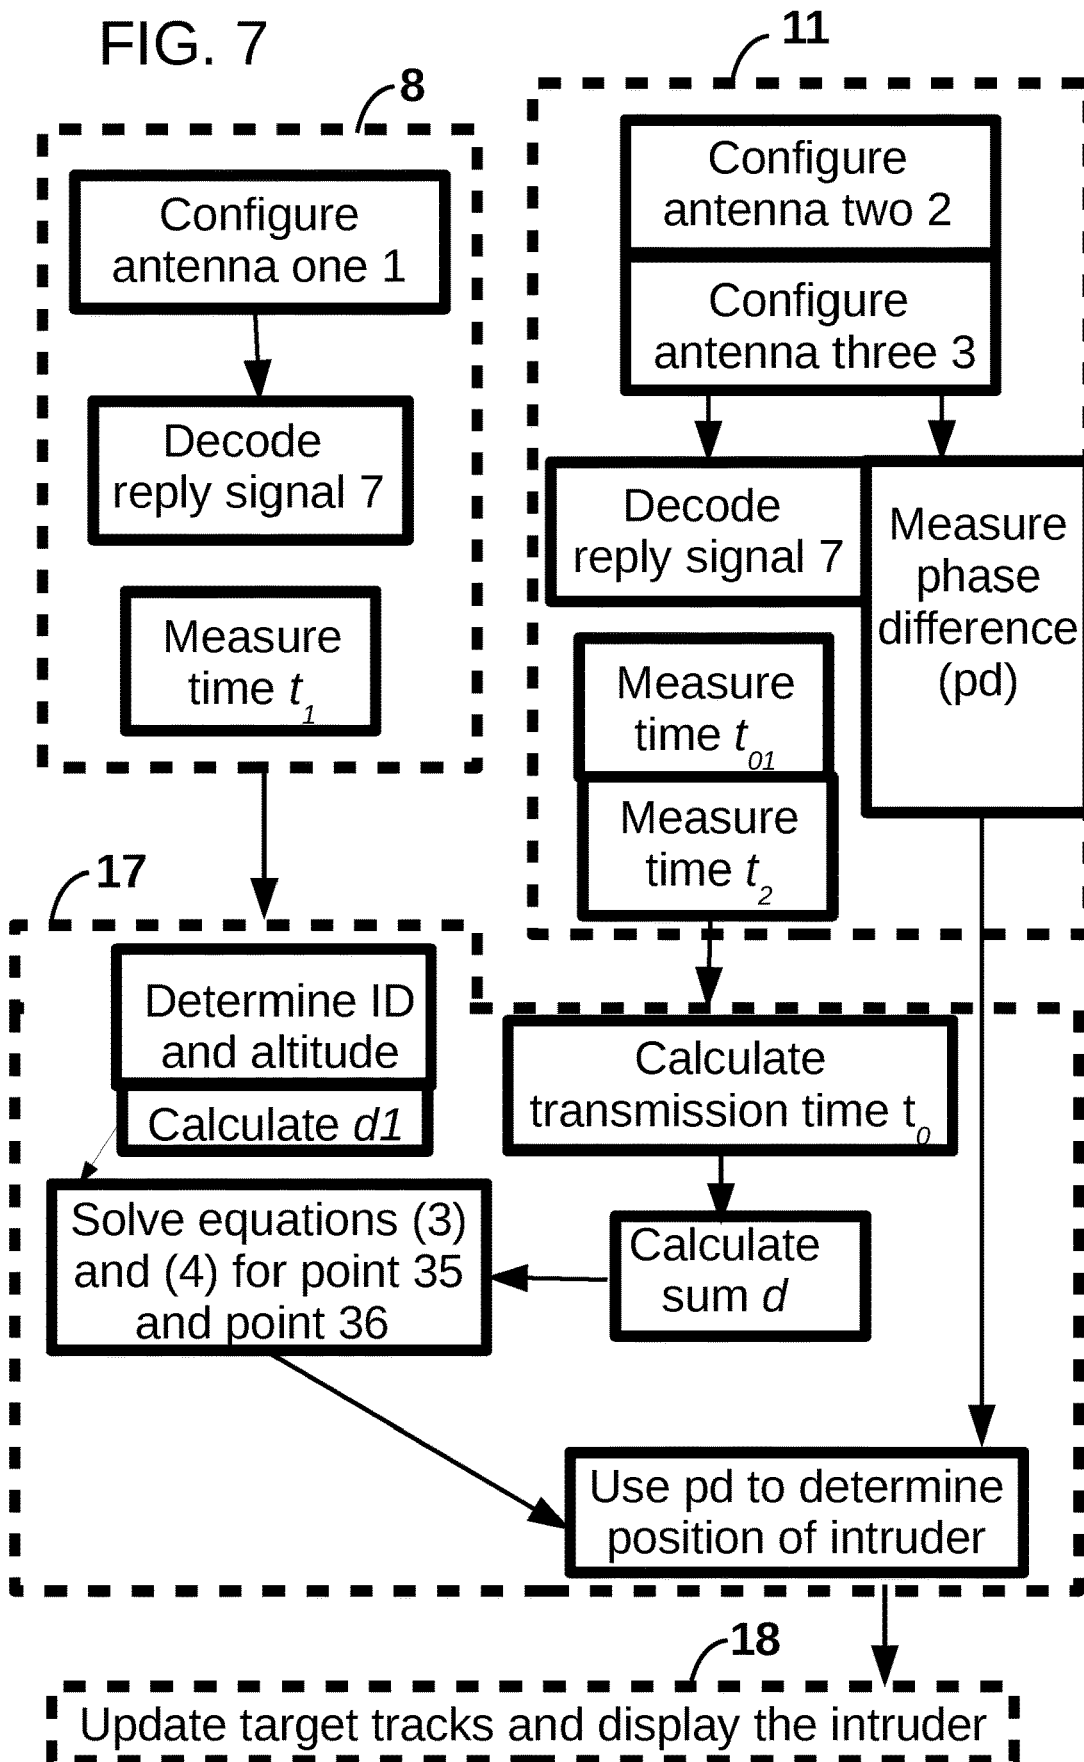 FIG. 7
8
Configure
antenna one 1
Decode
reply signal 7
Measure
time t1
11
Configure
antenna two 2
Configure
antenna three 3
Decode
reply signal 7
Measure
phase
difference
(pd)
Measure
time t01
Measure
time t2
17
Determine ID
and altitude
Calculate d1
Solve equations (3)
and (4) for point 35
and point 36
Calculate
transmission time t0
Calculate
sum d
Use pd to determine
position of intruder
18
Update target tracks and display the intruder